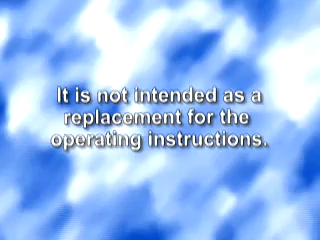 It is not intended as a
replacement for the
operating instructions.